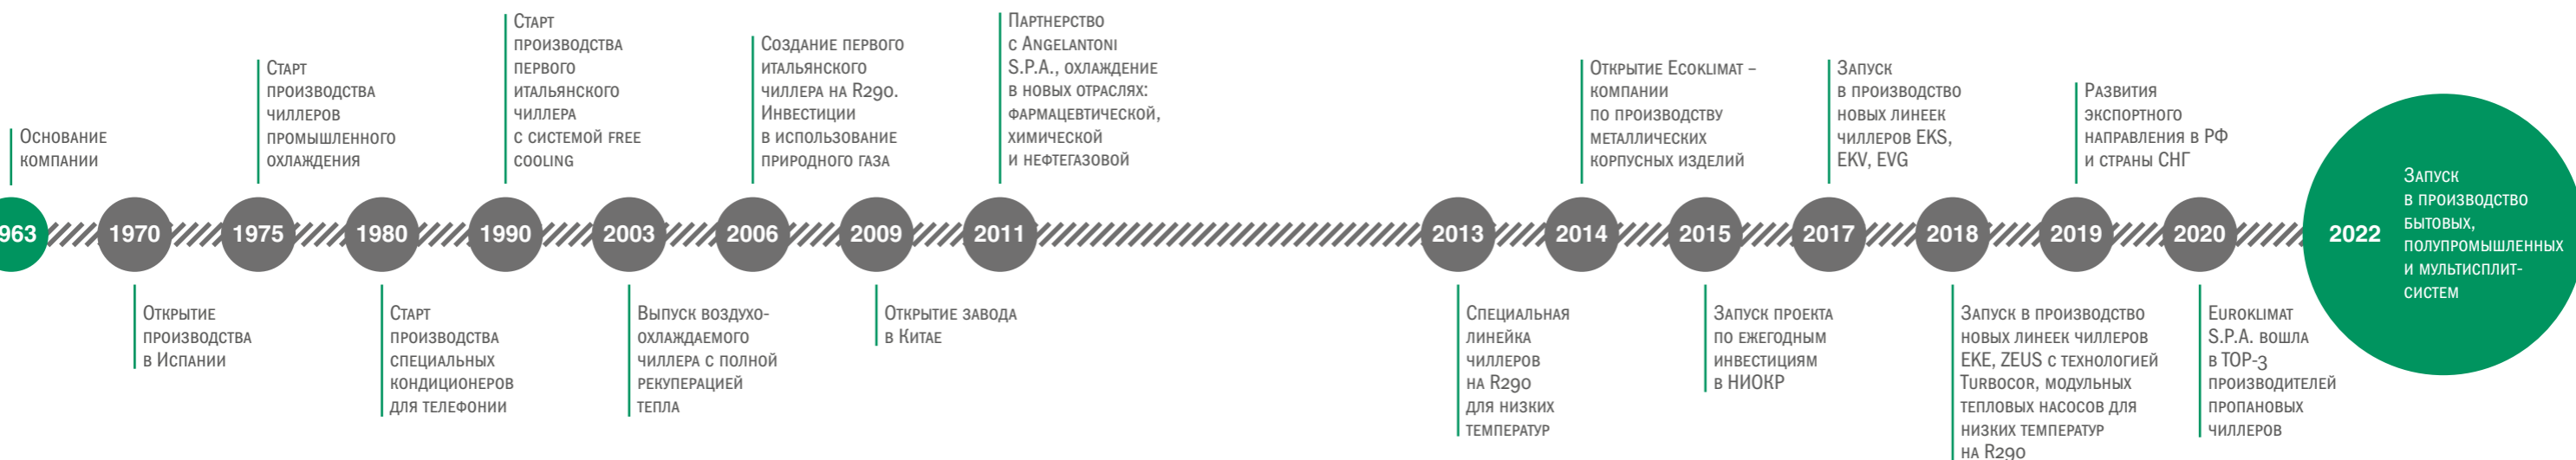 963
Основание
компании
1970
Открытие
производства
в Испании
1975
Старт
производства
чиллеров
промышленного
охлаждения
1980
Старт
производства
специальных
кондиционеров
для телефонии
1990
Старт
производства
первого
итальянского
чиллера
с системой free
cooling
2003
Выпуск воздухо-
охлаждаемого
чиллера с полной
рекуперацией
тепла
2006
Создание первого
итальянского
чиллера на R290.
Инвестиции
в использование
природного газа
2009
Открытие завода
в Китае
2011
Партнерство
с Angelantoni
S.P.A., охлаждение
в новых отраслях:
фармацевтической,
химической
и нефтегазовой
2013
Специальная
линейка
чиллеров
на R290
для низких
температур
2014
Открытие Ecoklimat –
компании
по производству
металлических
корпусных изделий
2015
Запуск проекта
по ежегодным
инвестициям
в НИОКР
2017
Запуск
в производство
новых линеек
чиллеров EKS,
EKV, EVG
2018
Запуск в производство
новых линеек чиллеров
EKE, ZEUS с технологией
Turbocor, модульных
тепловых насосов для
низких температур
на R290
2019
Развития
экспортного
направления в РФ
и страны СНГ
2020
Euroklimat
S.P.A. вошла
в TOP-3
производителей
пропановых
чиллеров
2022
Запуск
в производство
бытовых,
полупромышленных
и мультисплит-
систем